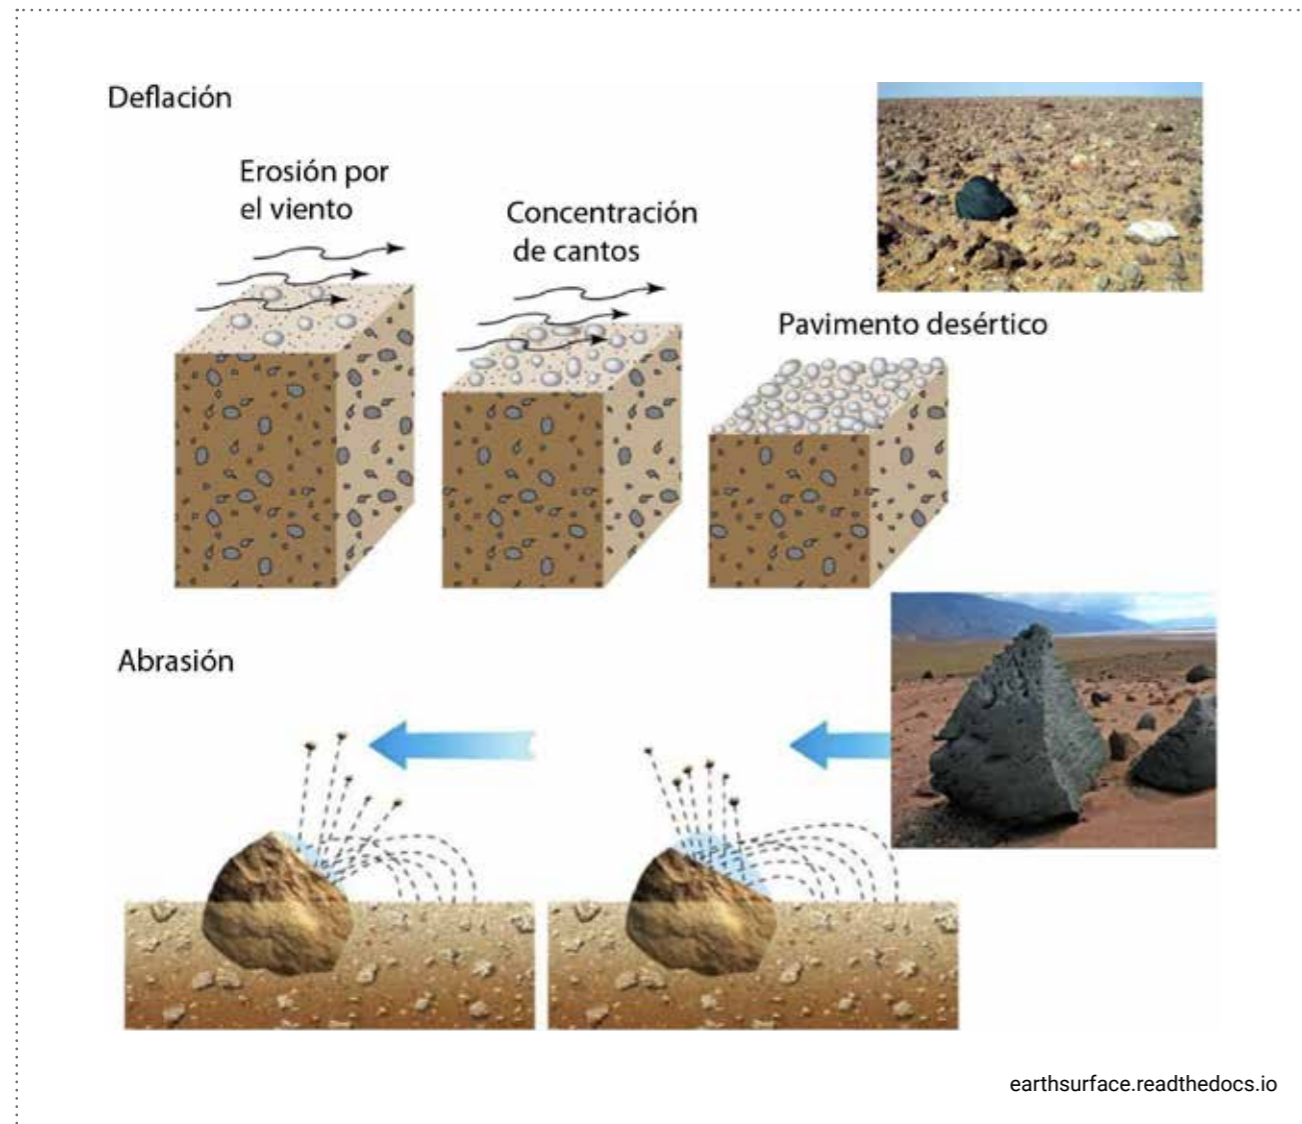 Deflación
Erosión por
el viento
Concentración
de cantos
Pavimento desértico
Abrasión
earthsurface.readthedocs.io